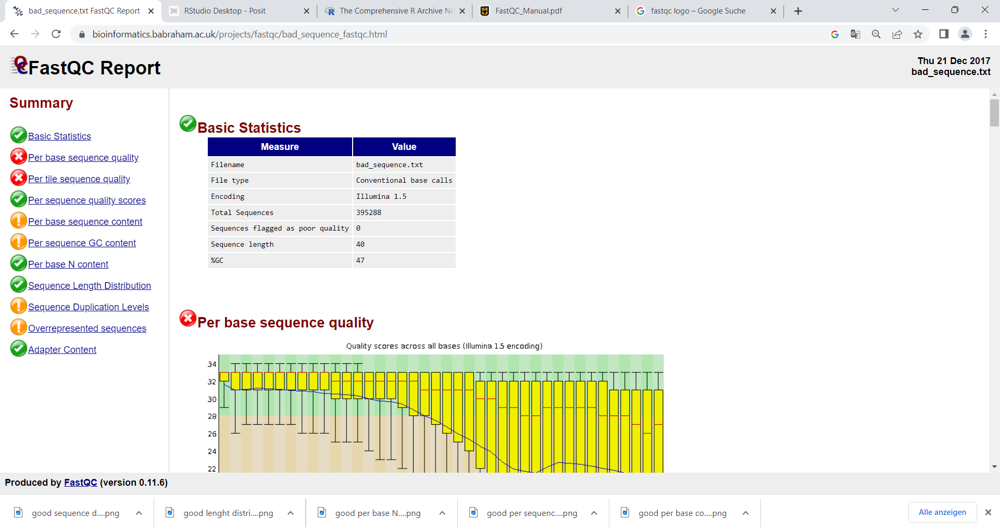 bad_sequence.txt FastQC Report
RStudio Desktop - Posit
The Comprehensive R Archive Ne
FastQC_Manual.pdf
fastqc logo – Google Suche
bioinformatics.babraham.ac.uk/projects/fastqc/bad_sequence_fastqc.html
FastQC Report
Thu 21 Dec 2017
bad_sequence.txt
Summary
Basic Statistics
Per base sequence quality
Per tile sequence quality
Per sequence quality scores
Per base sequence content
Per sequence GC content
Per base N content
Sequence Length Distribution
Sequence Duplication Levels
Overrepresented sequences
Adapter Content
Basic Statistics
Measure Value
Filename bad_sequence.txt
File type Conventional base calls
Encoding Illumina 1.5
Total Sequences 395288
Sequences flagged as poor quality 0
Sequence length 40
%GC 47
Per base sequence quality
Quality scores across all bases (Illumina 1.5 encoding)
34
32
30
28
26
24
22
Produced by FastQC (version 0.11.6)
good sequence d....png
good lenght distri....png
good per base N....png
good per sequenc....png
good per base co....png
Alle anzeigen